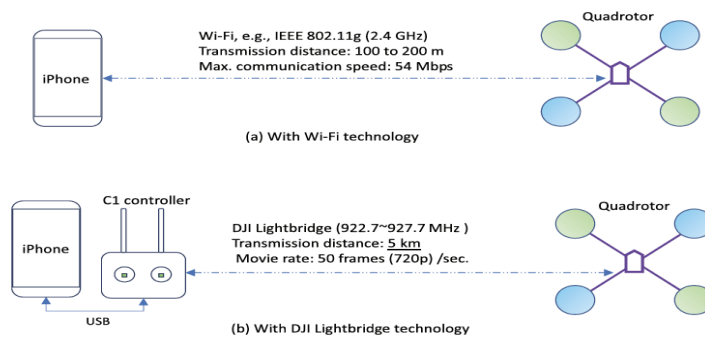 Quadrotor
Wi-Fi, e.g., IEEE 802.11g (2.4 GHz)
Transmission distance: 100 to 200 m
Max. communication speed: 54 Mbps
iPhone
(a) With Wi-Fi technology
C1 controller
Quadrotor
DJI Lightbridge (922.7~927.7 MHz )
Transmission distance: 5 km
Movie rate: 50 frames (720p) /sec.
iPhone
USB
(b) With DJI Lightbridge technology